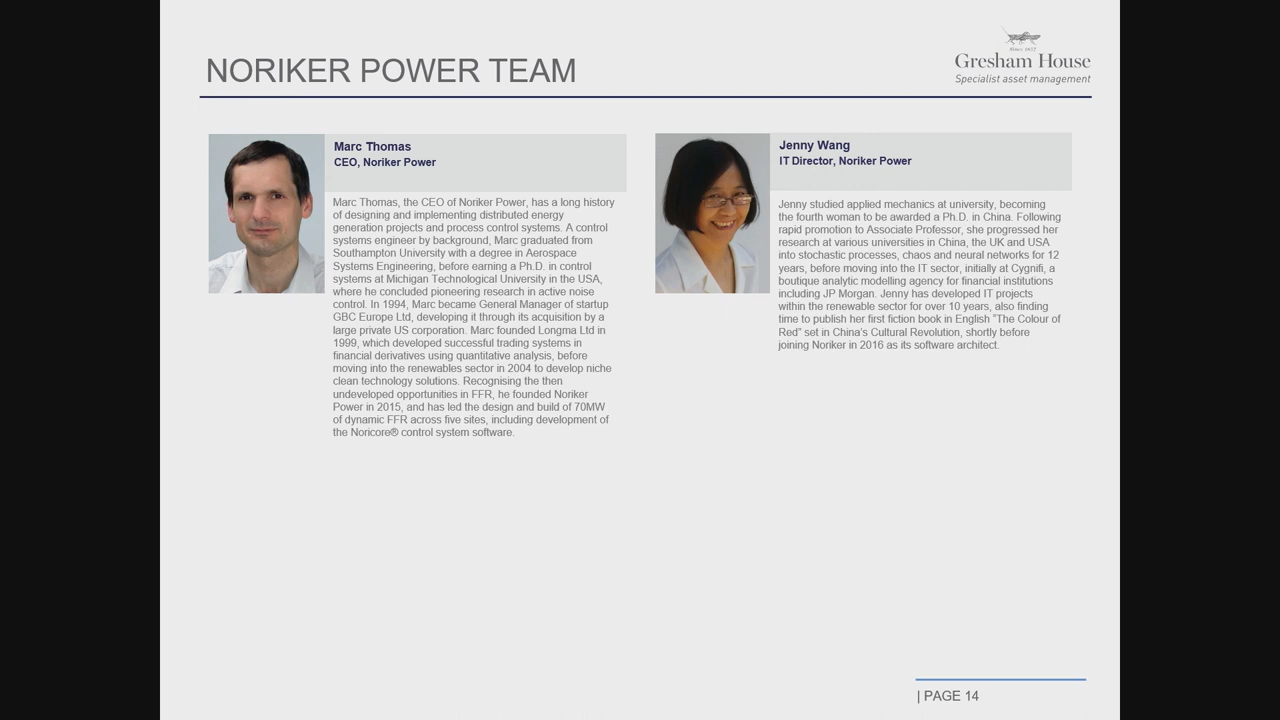 NORIKER POWER TEAM
Since 1857
Gresham House
Specialist asset management
Marc Thomas
CEO, Noriker Power
Marc Thomas, the CEO of Noriker Power, has a long history
of designing and implementing distributed energy
generation projects and process control systems. A control
systems engineer by background, Marc graduated from
Southampton University with a degree in Aerospace
Systems Engineering, before earning a Ph.D. in control
systems at Michigan Technological University in the USA,
where he concluded pioneering research in active noise
control. In 1994, Marc became General Manager of startup
GBC Europe Ltd, developing it through its acquisition by a
large private US corporation. Marc founded Longma Ltd in
1999, which developed successful trading systems in
financial derivatives using quantitative analysis, before
moving into the renewables sector in 2004 to develop niche
clean technology solutions. Recognising the then
undeveloped opportunities in FFR, he founded Noriker
Power in 2015, and has led the design and build of 70MW
of dynamic FFR across five sites, including development of
the Noricore® control system software.
Jenny Wang
IT Director, Noriker Power
Jenny studied applied mechanics at university, becoming
the fourth woman to be awarded a Ph.D. in China. Following
rapid promotion to Associate Professor, she progressed her
research at various universities in China, the UK and USA
into stochastic processes, chaos and neural networks for 12
years, before moving into the IT sector, initially at Cygnifi, a
boutique analytic modelling agency for financial institutions
including JP Morgan. Jenny has developed IT projects
within the renewable sector for over 10 years, also finding
time to publish her first fiction book in English "The Colour of
Red" set in China's Cultural Revolution, shortly before
joining Noriker in 2016 as its software architect.
| PAGE 14